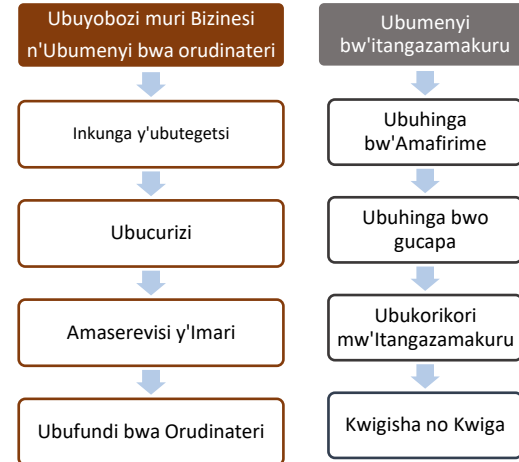 Ubuyobozi muri Bizinesi
n'Ubumenyi bwa orudinateri
Inkunga y'ubutegetsi
Ubucurizi
Amaserevisi y'Imari
Ubufundi bwa Orudinateri
Ubumenyi
bw'itangazamakuru
Ubuhinga
bw'Amafirime
Ubuhinga bwo
gucapa
Ubukorikori
mw'Itangazamakuru
Kwigisha no Kwiga